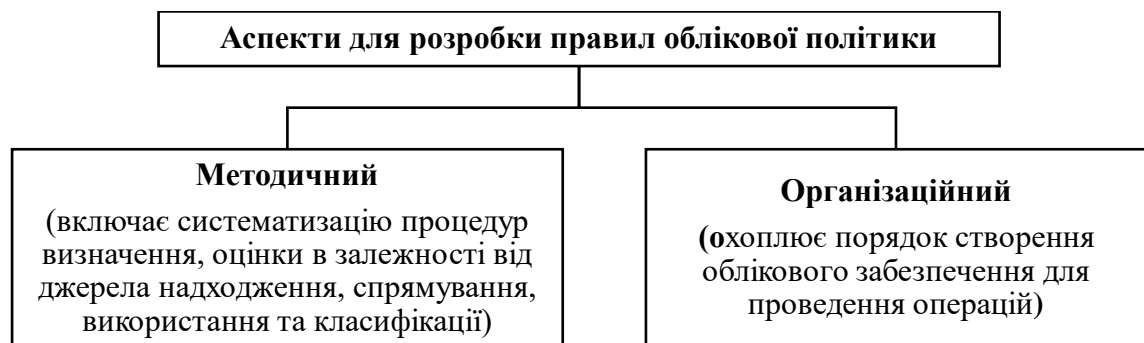 Аспекти для розробки правил облікової політики
Методичний
(включає систематизацію процедур
визначення, оцінки в залежності від
джерела надходження, спрямування,
використання та класифікації)
Організаційний
(охоплює порядок створення
облікового забезпечення для
проведення операцій)